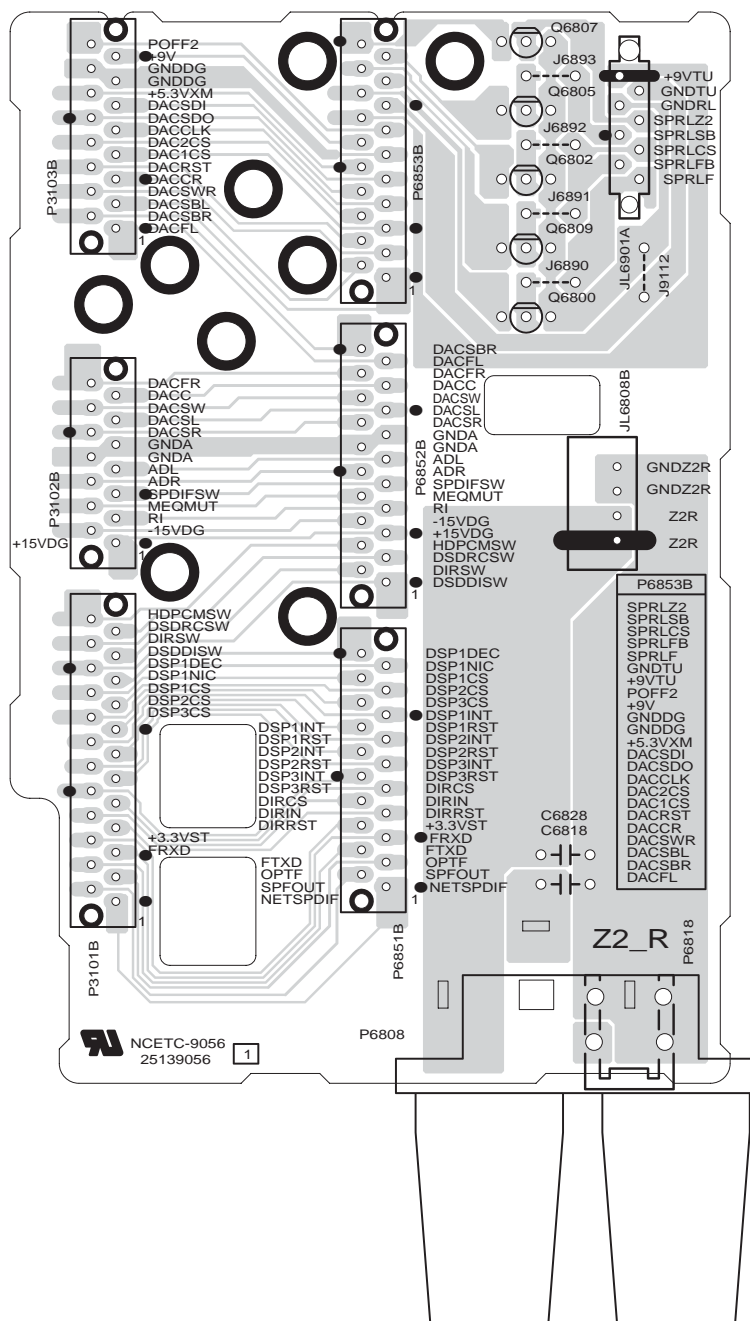 POFF2
+9V
GNDDG
GNDDG
+5.3VXM
DACSDI
DACSDO
DACCLK
DAC2CS
DAC1CS
DACRST
DACCR
DACSWR
DACSBL
DACSBR
DACFL
P3103B
1
P6853B
1
Q6807
J6893
Q6805
J6892
Q6802
J6891
Q6809
J6890
Q6800
+9VTU
GNDTU
GNDRL
SPRLZ2
SPRLSB
SPRLCS
SPRLFB
SPRLF
JL6901A
J9112
DACFR
DACC
DACSW
DACSL
DACSR
GNDA
GNDA
ADL
ADR
SPDIFSW
MEQMUT
RI
-15VDG
+15VDG
P3102B
1
DACSBR
DACFL
DACFR
DACC
DACSW
DACSL
DACSR
GNDA
GNDA
ADL
ADR
SPDIFSW
MEQMUT
RI
-15VDG
+15VDG
HDPCMSW
DSDRCSW
DIRSW
DSDDISW
P6852B
1
JL6808B
GNDZ2R
GNDZ2R
Z2R
Z2R
HDPCMSW
DSDRCSW
DIRSW
DSDDISW
DSP1DEC
DSP1NIC
DSP1CS
DSP2CS
DSP3CS
DSP1INT
DSP1RST
DSP2INT
DSP2RST
DSP3INT
DSP3RST
DIRCS
DIRIN
DIRRST
+3.3VST
FRXD
FTXD
OPTF
SPFOUT
NETSPDIF
P3101B
1
DSP1DEC
DSP1NIC
DSP1CS
DSP2CS
DSP3CS
DSP1INT
DSP1RST
DSP2INT
DSP2RST
DSP3INT
DSP3RST
DIRCS
DIRIN
DIRRST
+3.3VST
FRXD
FTXD
OPTF
SPFOUT
NETSPDIF
P6851B
1
P6853B
SPRLZ2
SPRLSB
SPRLCS
SPRLFB
SPRLF
GNDTU
+9VTU
POFF2
+9V
GNDDG
GNDDG
+5.3VXM
DACSDI
DACSDO
DACCLK
DAC2CS
DAC1CS
DACRST
DACCR
DACSWR
DACSBL
DACSBR
DACFL
C6828
C6818
Z2_R
P6818
P6808
NCETC-9056
25139056
1